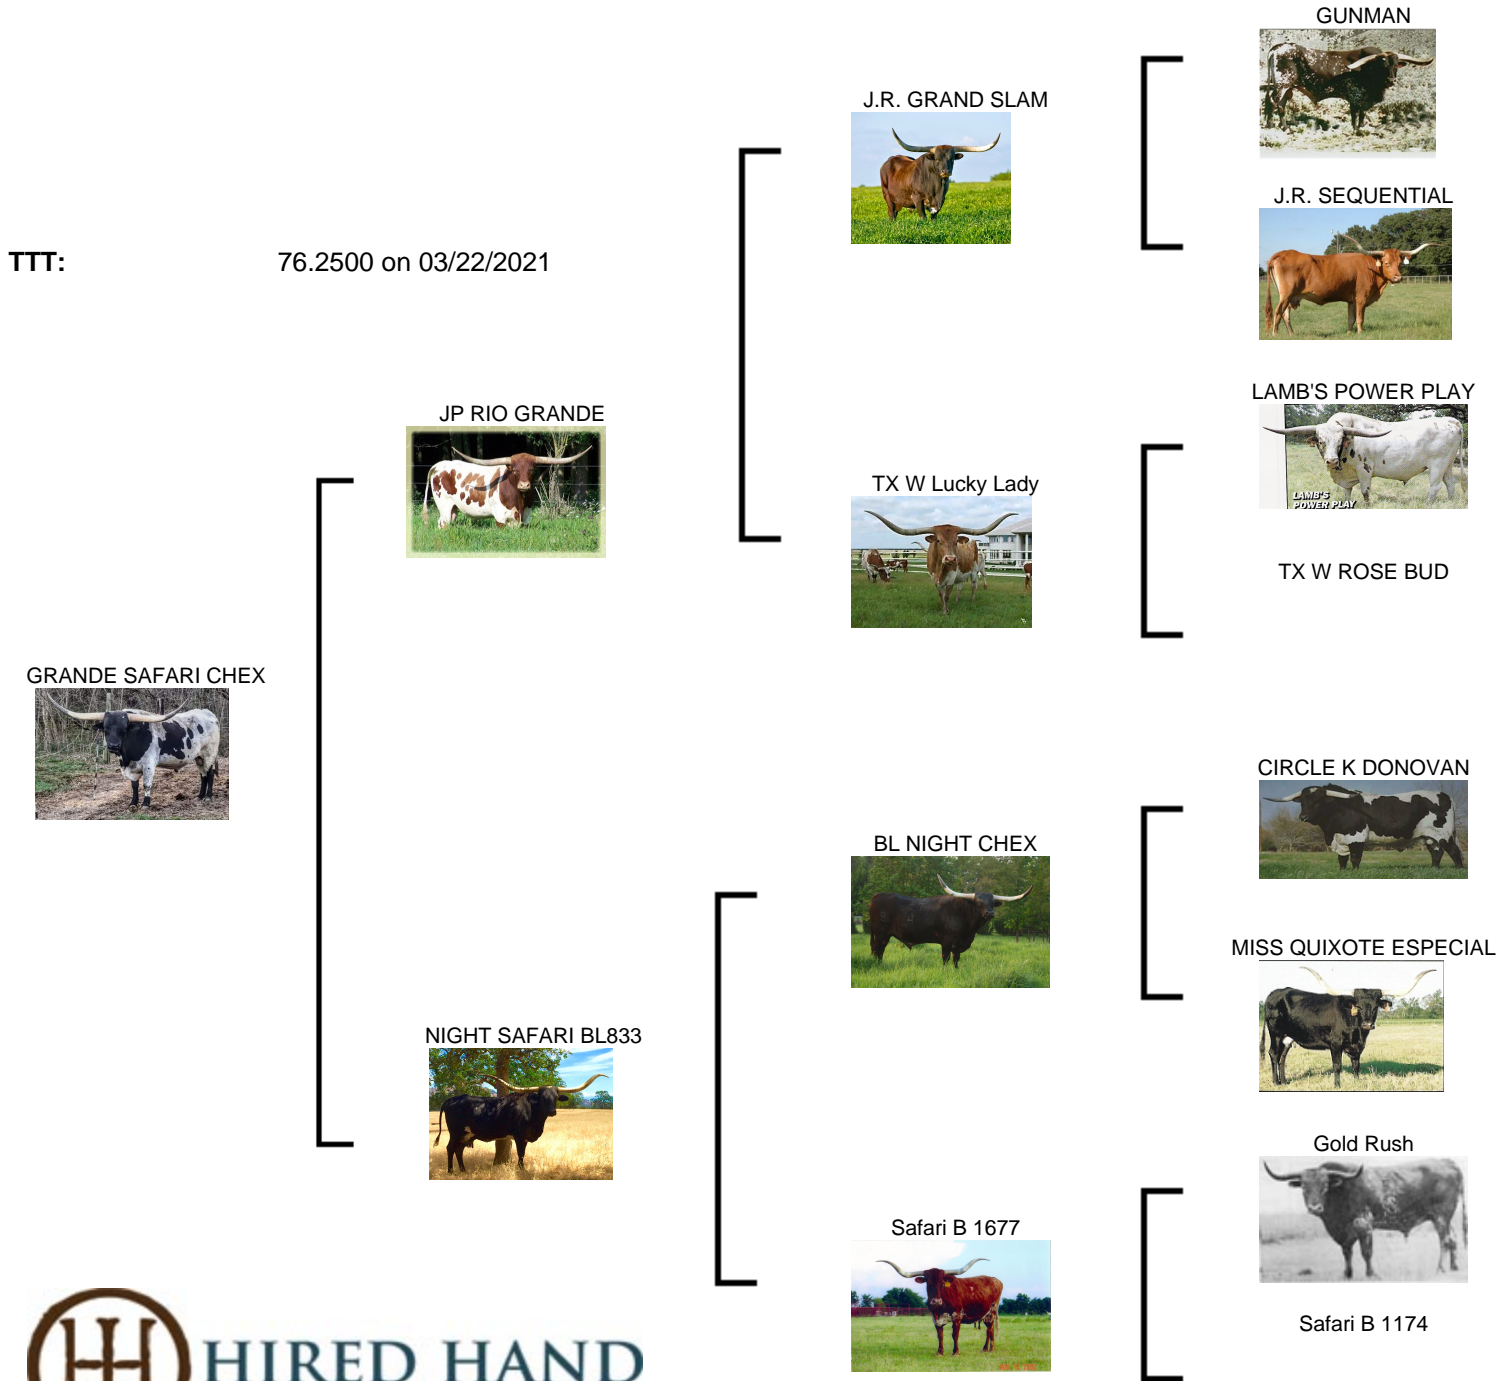 GUNMAN
J.R. GRAND SLAM
J.R. SEQUENTIAL
TTT: 76.2500 on 03/22/2021
LAMB'S POWER PLAY
LAMB'S
POWER PLAY
JP RIO GRANDE
TX W Lucky Lady
TX W ROSE BUD
GRANDE SAFARI CHEX
CIRCLE K DONOVAN
BL NIGHT CHEX
MISS QUIXOTE ESPECIAL
NIGHT SAFARI BL833
Gold Rush
Safari B 1677
Safari B 1174
HIRED HAND